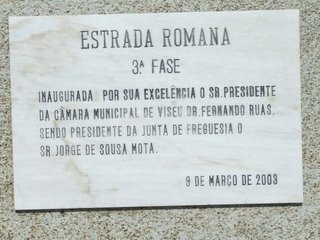 ESTRADA ROMANA
3ª FASE
INAUGURADA POR SUA EXCELÊNCIA O SR. PRESIDENTE
DA CÂMARA MUNICIPAL DE VISEU, DR. FERNANDO RUAS,
SENDO PRESIDENTE DA JUNTA DE FREGUESIA O
SR. JORGE DE SOUSA MOTA.
9 DE MARÇO DE 2003